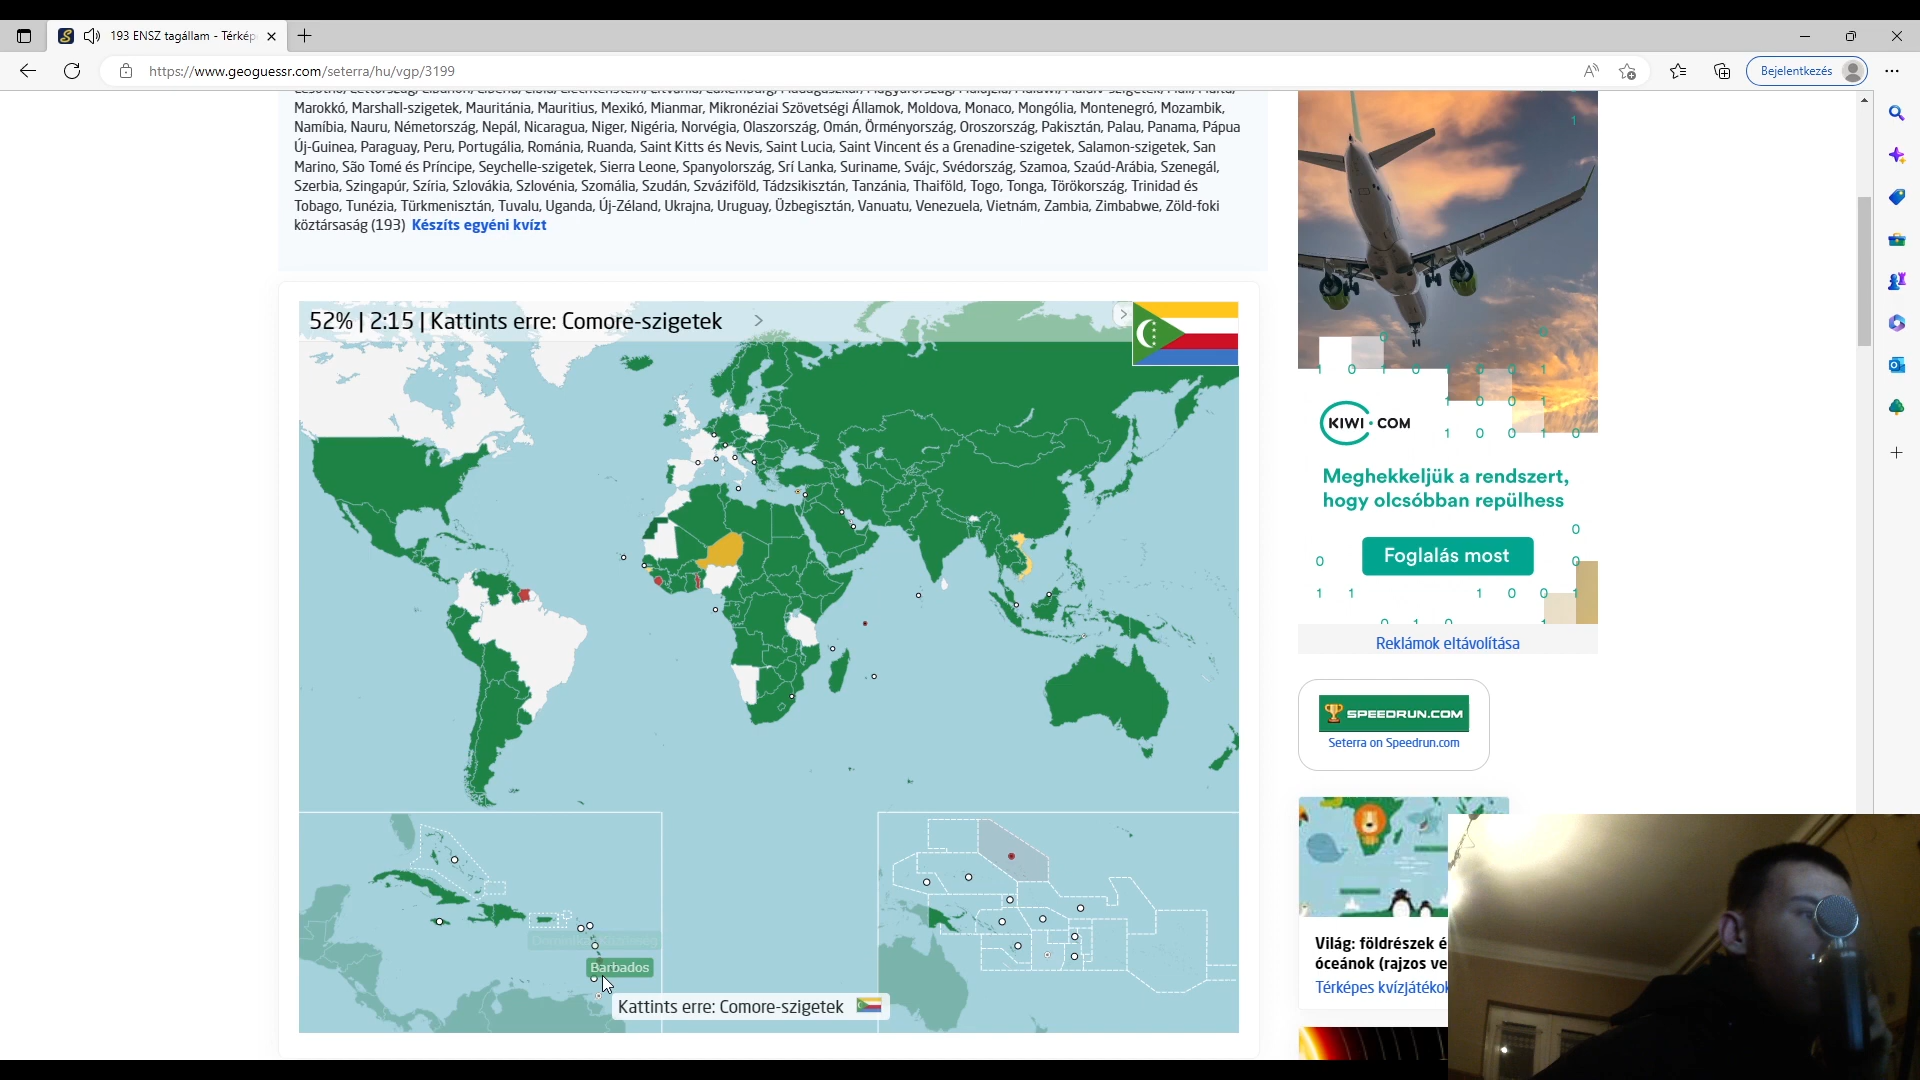 193 ENSZ tagállam - Térkép
https://www.geoguessr.com/seterra/hu/vgp/3199
Bejelentkezés
Marokkó, Marshall-szigetek, Mauritánia, Mauritius, Mexikó, Mianmar, Mikronéziai Szövetségi Államok, Moldova, Monaco, Mongólia, Montenegró, Mozambik,
Namíbia, Nauru, Németország, Nepál, Nicaragua, Niger, Nigéria, Norvégia, Olaszország, Omán, Örményország, Oroszország, Pakisztán, Palau, Panama, Pápua
Új-Guinea, Paraguay, Peru, Portugália, Románia, Ruanda, Saint Kitts és Nevis, Saint Lucia, Saint Vincent és a Grenadine-szigetek, Salamon-szigetek, San
Marino, São Tomé és Príncipe, Seychelle-szigetek, Sierra Leone, Spanyolország, Srí Lanka, Suriname, Svájc, Svédország, Szamoa, Szaúd-Arábia, Szenegál,
Szerbia, Szingapúr, Szíria, Szlovákia, Szlovénia, Szomália, Szudán, Szváziföld, Tádzsikisztán, Tanzánia, Thaiföld, Togo, Tonga, Törökország, Trinidad és
Tobago, Tunézia, Türkmenisztán, Tuvalu, Uganda, Új-Zéland, Ukrajna, Uruguay, Üzbegisztán, Vanuatu, Venezuela, Vietnám, Zambia, Zimbabwe, Zöld-foki
köztársaság (193) Készíts egyéni kvízt
52% | 2:15 | Kattints erre: Comore-szigetek
Barbados
Kattints erre: Comore-szigetek
KIWI.COM
Meghekkeljük a rendszert,
hogy olcsóbban repülhess
Foglalás most
Reklámok eltávolítása
SPEEDRUN.COM
Seterra on Speedrun.com
Világ: földrészek é
óceánok (rajzos ve
Térképes kvízjátékok